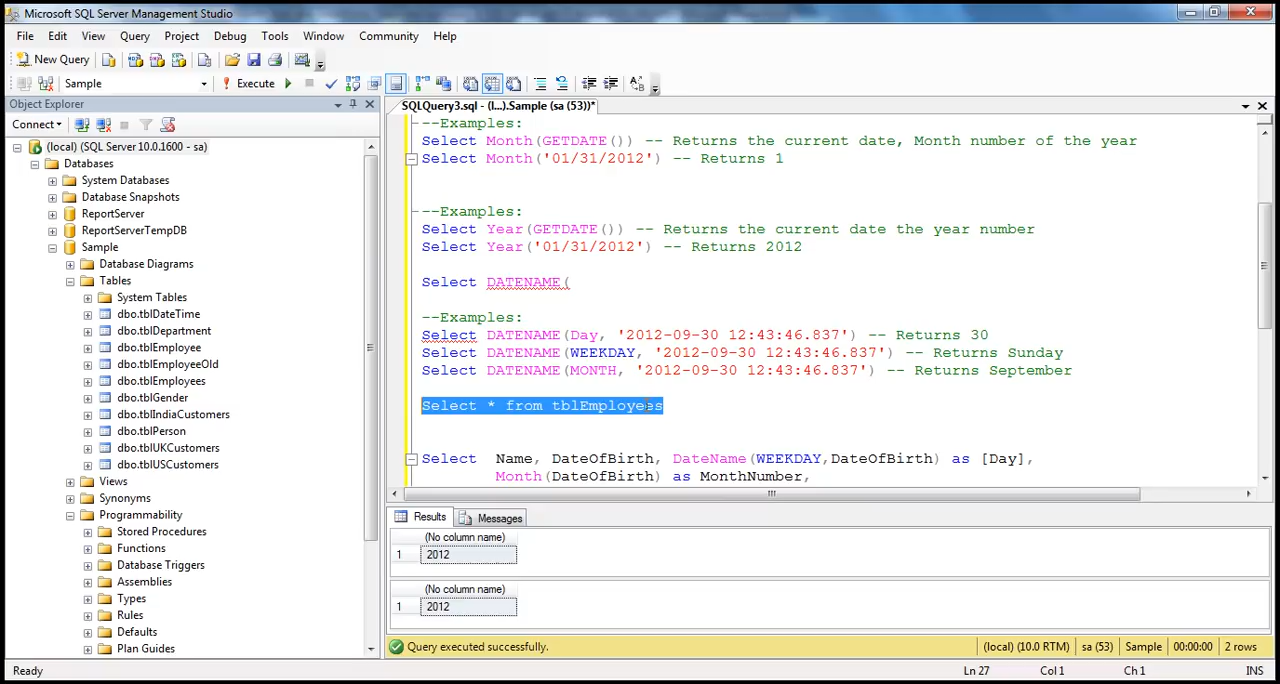 Microsoft SQL Server Management Studio
File Edit View Query Project Debug Tools Window Community Help
New Query
Sample Execute
Object Explorer
SQLQuery3.sql - (l...).Sample (sa (53))*
Connect
(local) (SQL Server 10.0.1600 - sa)
Databases
System Databases
Database Snapshots
ReportServer
ReportServerTempDB
Sample
Database Diagrams
Tables
System Tables
dbo.tblDateTime
dbo.tblDepartment
dbo.tblEmployee
dbo.tblEmployeeOld
dbo.tblEmployees
dbo.tblGender
dbo.tblIndiaCustomers
dbo.tblPerson
dbo.tblUKCustomers
dbo.tblUSCustomers
Views
Synonyms
Programmability
Stored Procedures
Functions
Database Triggers
Assemblies
Types
Rules
Defaults
Plan Guides
---Examples:
Select Month(GETDATE()) -- Returns the current date, Month number of the year
Select Month('01/31/2012') -- Returns 1
---Examples:
Select Year(GETDATE()) -- Returns the current date the year number
Select Year('01/31/2012') -- Returns 2012
Select DATENAME(
--Examples:
Select DATENAME(Day, '2012-09-30 12:43:46.837') -- Returns 30
Select DATENAME(WEEKDAY, '2012-09-30 12:43:46.837') -- Returns Sunday
Select DATENAME(MONTH, '2012-09-30 12:43:46.837') -- Returns September
Select * from tblEmployees
Select Name, DateOfBirth, DateName(WEEKDAY,DateOfBirth) as [Day],
Month(DateOfBirth) as MonthNumber,
Results Messages
(No column name)
1 2012
(No column name)
1 2012
Query executed successfully. (local) (10.0 RTM) sa (53) Sample 00:00:00 2 rows
Ready Ln 27 Col 1 Ch 1 INS